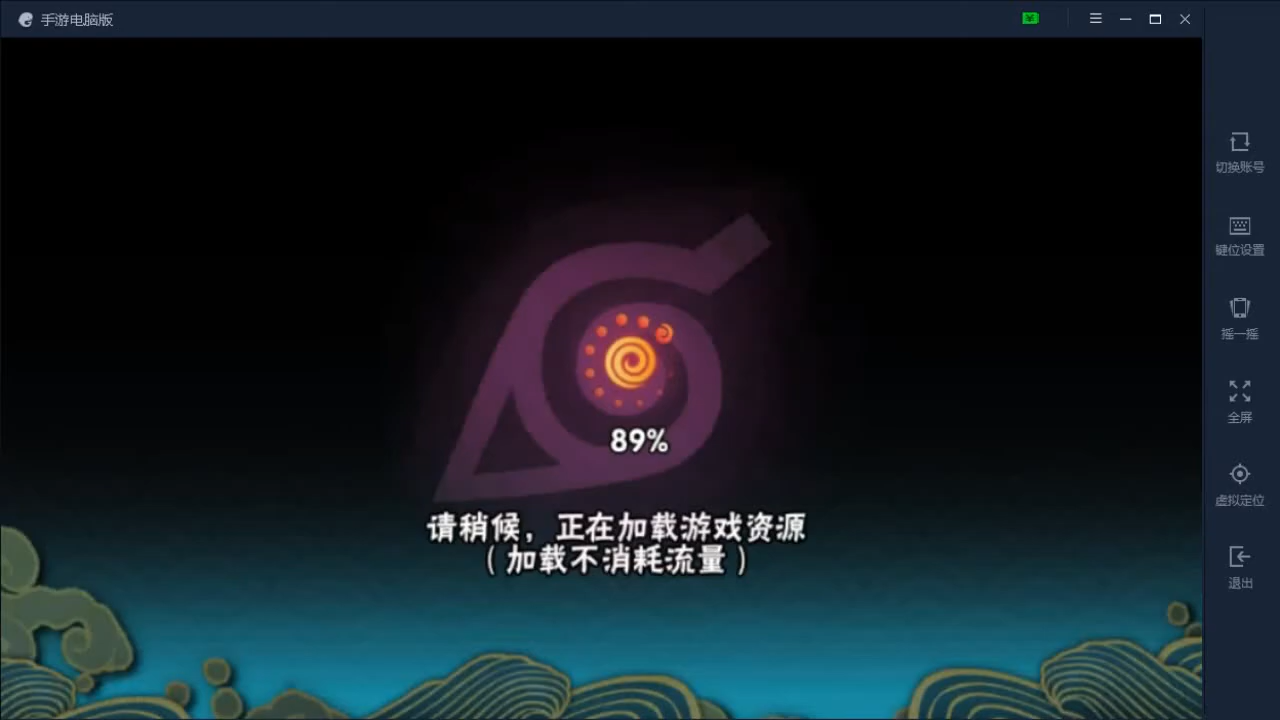 手游电脑版
¥
切换账号
键位设置
摇一摇
全屏
虚拟定位
退出
89%
请稍候，正在加载游戏资源
（加载不消耗流量）